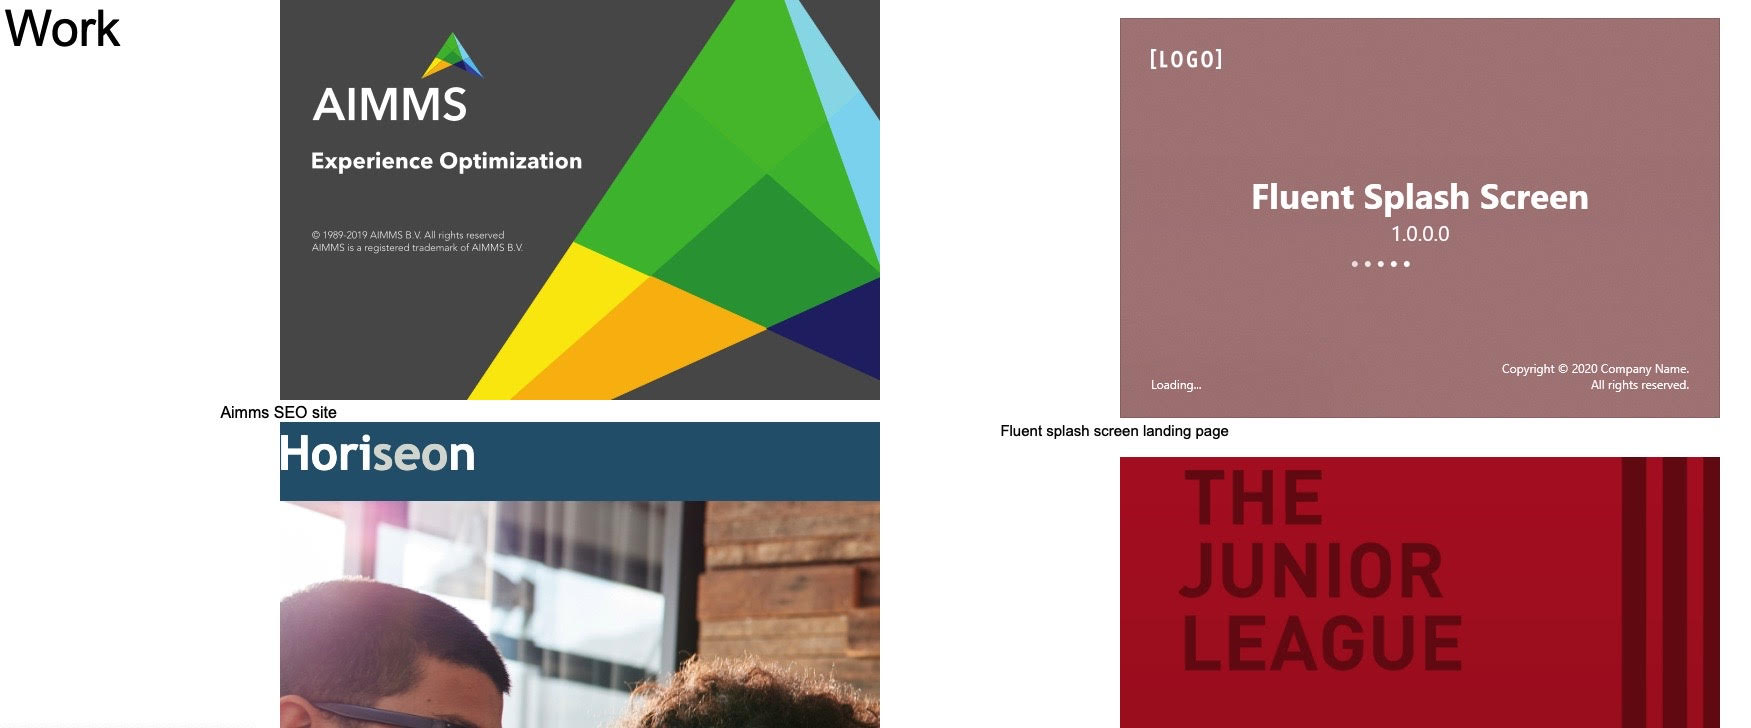 Work
AIMMS
Experience Optimization
© 1989-2019 AIMMS B.V. All rights reserved
AIMMS is a registered trademark of AIMMS B.V.
Aimms SEO site
[LOGO]
Fluent Splash Screen
1.0.0.0
Loading...
Copyright © 2020 Company Name.
All rights reserved.
Fluent splash screen landing page
Horiseon
THE
JUNIOR
LEAGUE